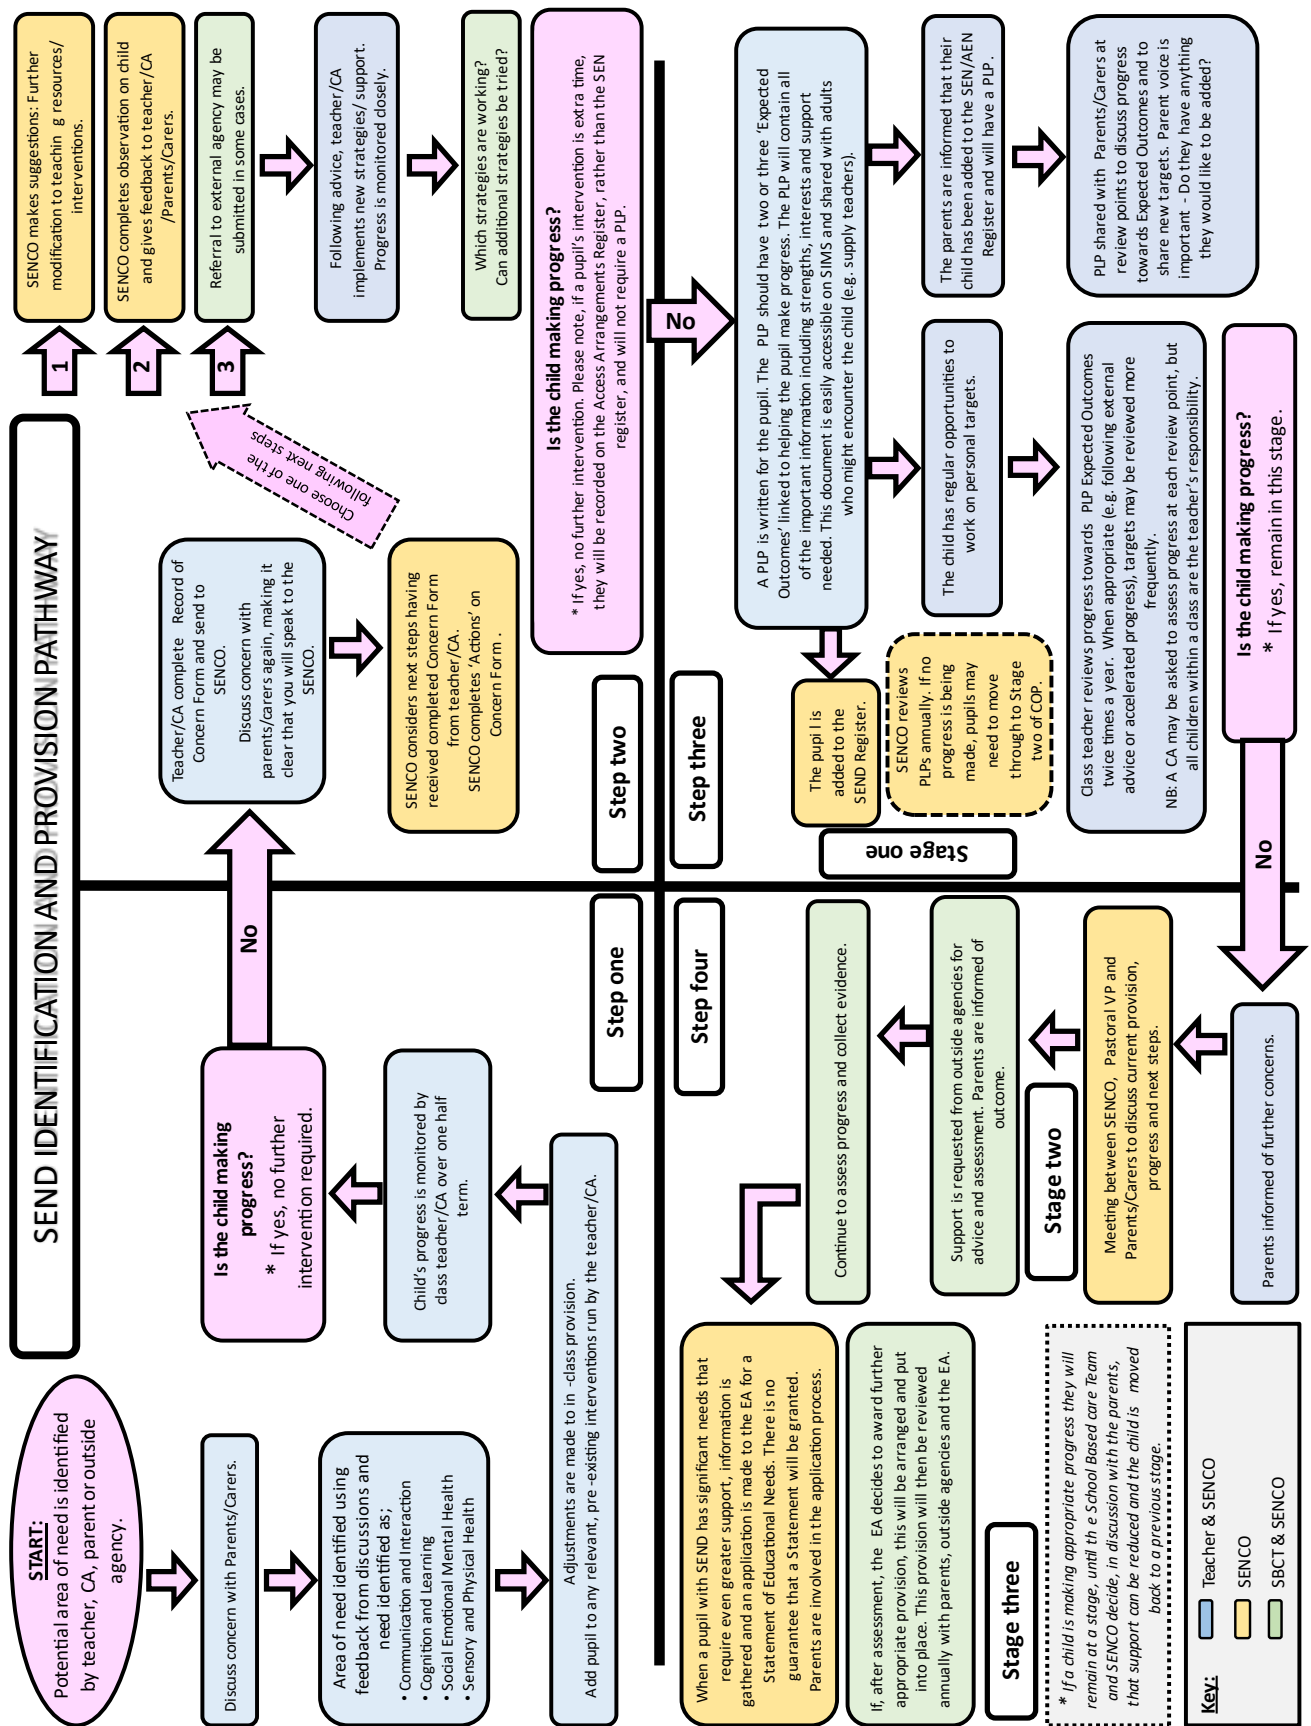 SEND IDENTIFICATION AND PROVISION PATHWAY
START:
Potential area of need is identified
by teacher, CA, parent or outside
agency.
Discuss concern with Parents/Carers.
Area of need identified using
feedback from discussions and
need identified as;
• Communication and Interaction
• Cognition and Learning
• Social Emotional Mental Health
• Sensory and Physical Health
Adjustments are made to in -class provision.
Add pupil to any relevant, pre -existing interventions run by the teacher/CA.
Child's progress is monitored by
class teacher/CA over one half
term.
Is the child making
progress?
* If yes, no further
intervention required.
No
Step one
Teacher/CA complete Record of
Concern Form and send to
SENCO.
Discuss concern with
parents/carers again, making it
clear that you will speak to the
SENCO.
SENCO considers next steps having
received completed Concern Form
from teacher/CA.
SENCO completes 'Actions' on
Concern Form .
Choose one of the
following next steps
1
2
3
SENCO makes suggestions: Further
modification to teachin g resources/
interventions.
SENCO completes observation on child
and gives feedback to teacher/CA
/Parents/Carers.
Referral to external agency may be
submitted in some cases.
Following advice, teacher/CA
implements new strategies/ support.
Progress is monitored closely.
Which strategies are working?
Can additional strategies be tried?
Is the child making progress?
* If yes, no further intervention. Please note, if a pupil's intervention is extra time,
they will be recorded on the Access Arrangements Register, rather than the SEN
register, and will not require a PLP.
Step two
No
Step three
A PLP is written for the pupil. The PLP should have two or three 'Expected
Outcomes' linked to helping the pupil make progress. The PLP will contain all
of the important information including strengths, interests and support
needed. This document is easily accessible on SIMS and shared with adults
who might encounter the child (e.g. supply teachers).
The pupi l is
added to the
SEND Register.
SENCO reviews
PLPs annually. If no
progress is being
made, pupils may
need to move
through to Stage
two of COP.
Stage one
The child has regular opportunities to
work on personal targets.
The parents are informed that their
child has been added to the SEN/AEN
Register and will have a PLP.
PLP shared with Parents/Carers at
review points to discuss progress
towards Expected Outcomes and to
share new targets. Parent voice is
important - Do they have anything
they would like to be added?
Class teacher reviews progress towards PLP Expected Outcomes
twice times a year. When appropriate (e.g. following external
advice or accelerated progress), targets may be reviewed more
frequently.
NB: A CA may be asked to assess progress at each review point, but
all children within a class are the teacher's responsibility.
Is the child making progress?
* If yes, remain in this stage.
No
Step four
Parents informed of further concerns.
Meeting between SENCO, Pastoral VP and
Parents/Carers to discuss current provision,
progress and next steps.
Stage two
Support is requested from outside agencies for
advice and assessment. Parents are informed of
outcome.
Continue to assess progress and collect evidence.
When a pupil with SEND has significant needs that
require even greater support, information is
gathered and an application is made to the EA for a
Statement of Educational Needs. There is no
guarantee that a Statement will be granted.
Parents are involved in the application process.
If, after assessment, the EA decides to award further
appropriate provision, this will be arranged and put
into place. This provision will then be reviewed
annually with parents, outside agencies and the EA.
Stage three
* If a child is making appropriate progress they will
remain at a stage, until th e School Based care Team
and SENCO decide, in discussion with the parents,
that support can be reduced and the child is moved
back to a previous stage.
Key:
Teacher & SENCO
SENCO
SBCT & SENCO